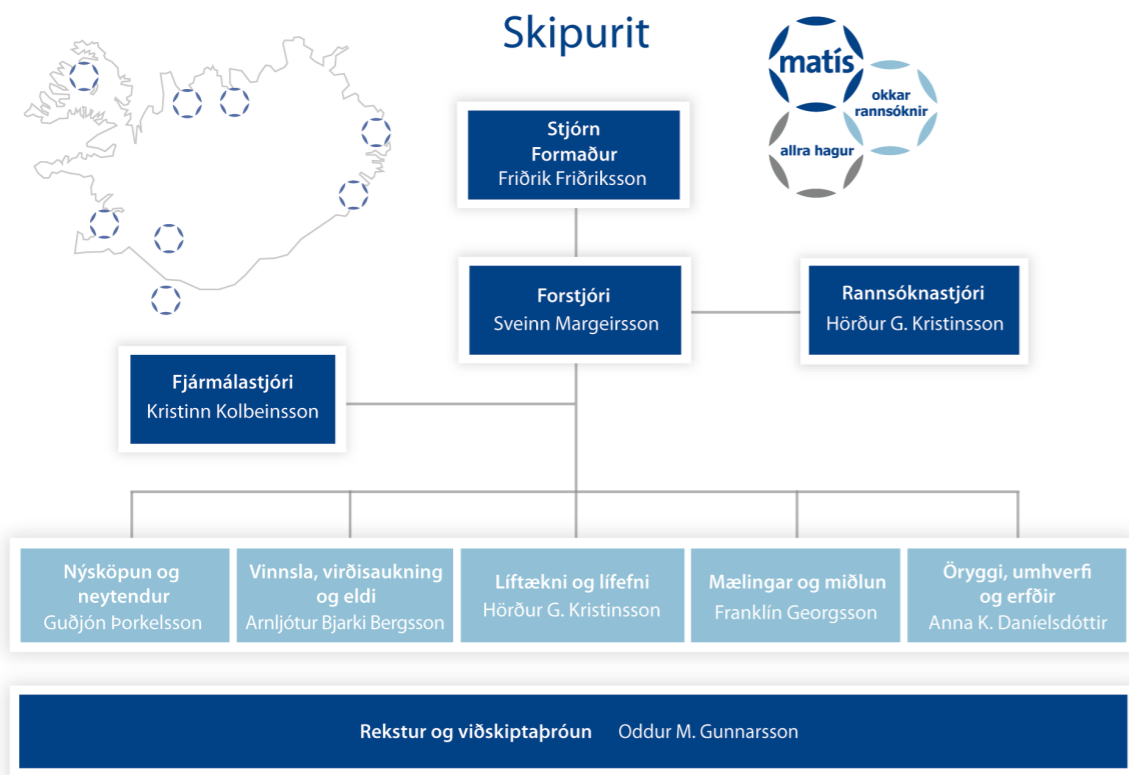 Skipurit
matís
okkar
rannsóknir
allra hagur
Stjórn
Formaður
Friðrik Friðriksson
Forstjóri
Sveinn Margeirsson
Rannsóknastjóri
Hörður G. Kristinsson
Fjármálastjóri
Kristinn Kolbeinsson
Nýsköpun og
neytendur
Guðjón Þorkelsson
Vinnsla, virðisaukning
og eldi
Arnljótur Bjarki Bergsson
Líftækni og lífefni
Hörður G. Kristinsson
Mælingar og miðlun
Franklín Georgsson
Öryggi, umhverfi
og erfðir
Anna K. Daníelsdóttir
Rekstur og viðskiptaþróun Oddur M. Gunnarsson